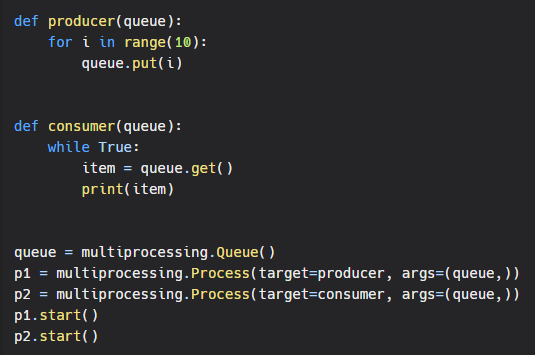 def producer(queue):
    for i in range(10):
        queue.put(i)


def consumer(queue):
    while True:
        item = queue.get()
        print(item)


queue = multiprocessing.Queue()
p1 = multiprocessing.Process(target=producer, args=(queue,))
p2 = multiprocessing.Process(target=consumer, args=(queue,))
p1.start()
p2.start()